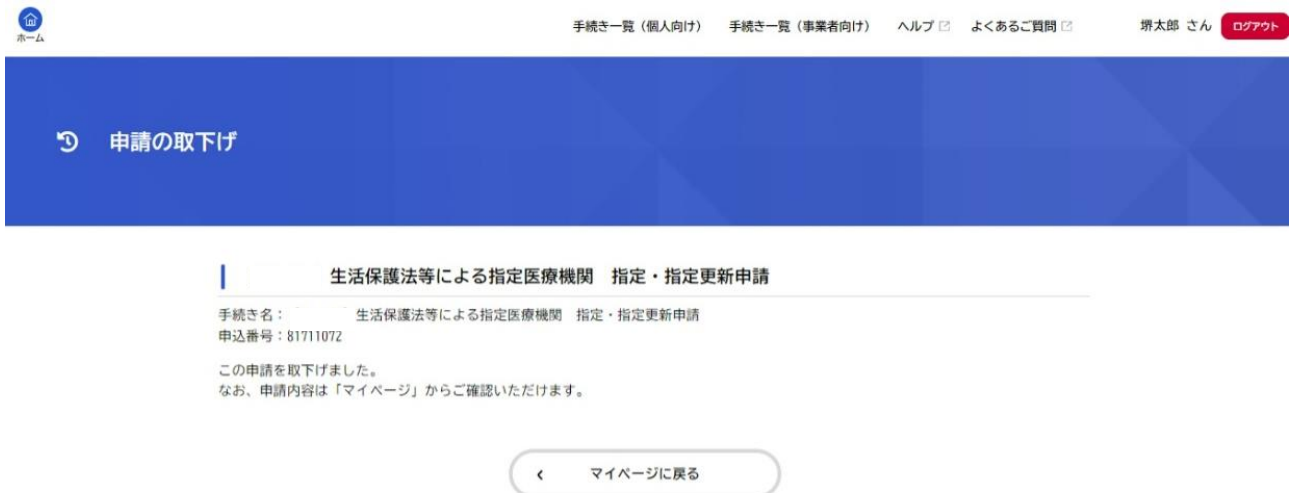 ホーム
手続き一覧（個人向け） 手続き一覧（事業者向け） ヘルプ よくあるご質問 堺太郎 さん ログアウト
申請の取下げ
生活保護法等による指定医療機関　指定・指定更新申請
手続き名： 生活保護法等による指定医療機関　指定・指定更新申請
申込番号：81711072
この申請を取下げました。
なお、申請内容は「マイページ」からご確認いただけます。
マイページに戻る